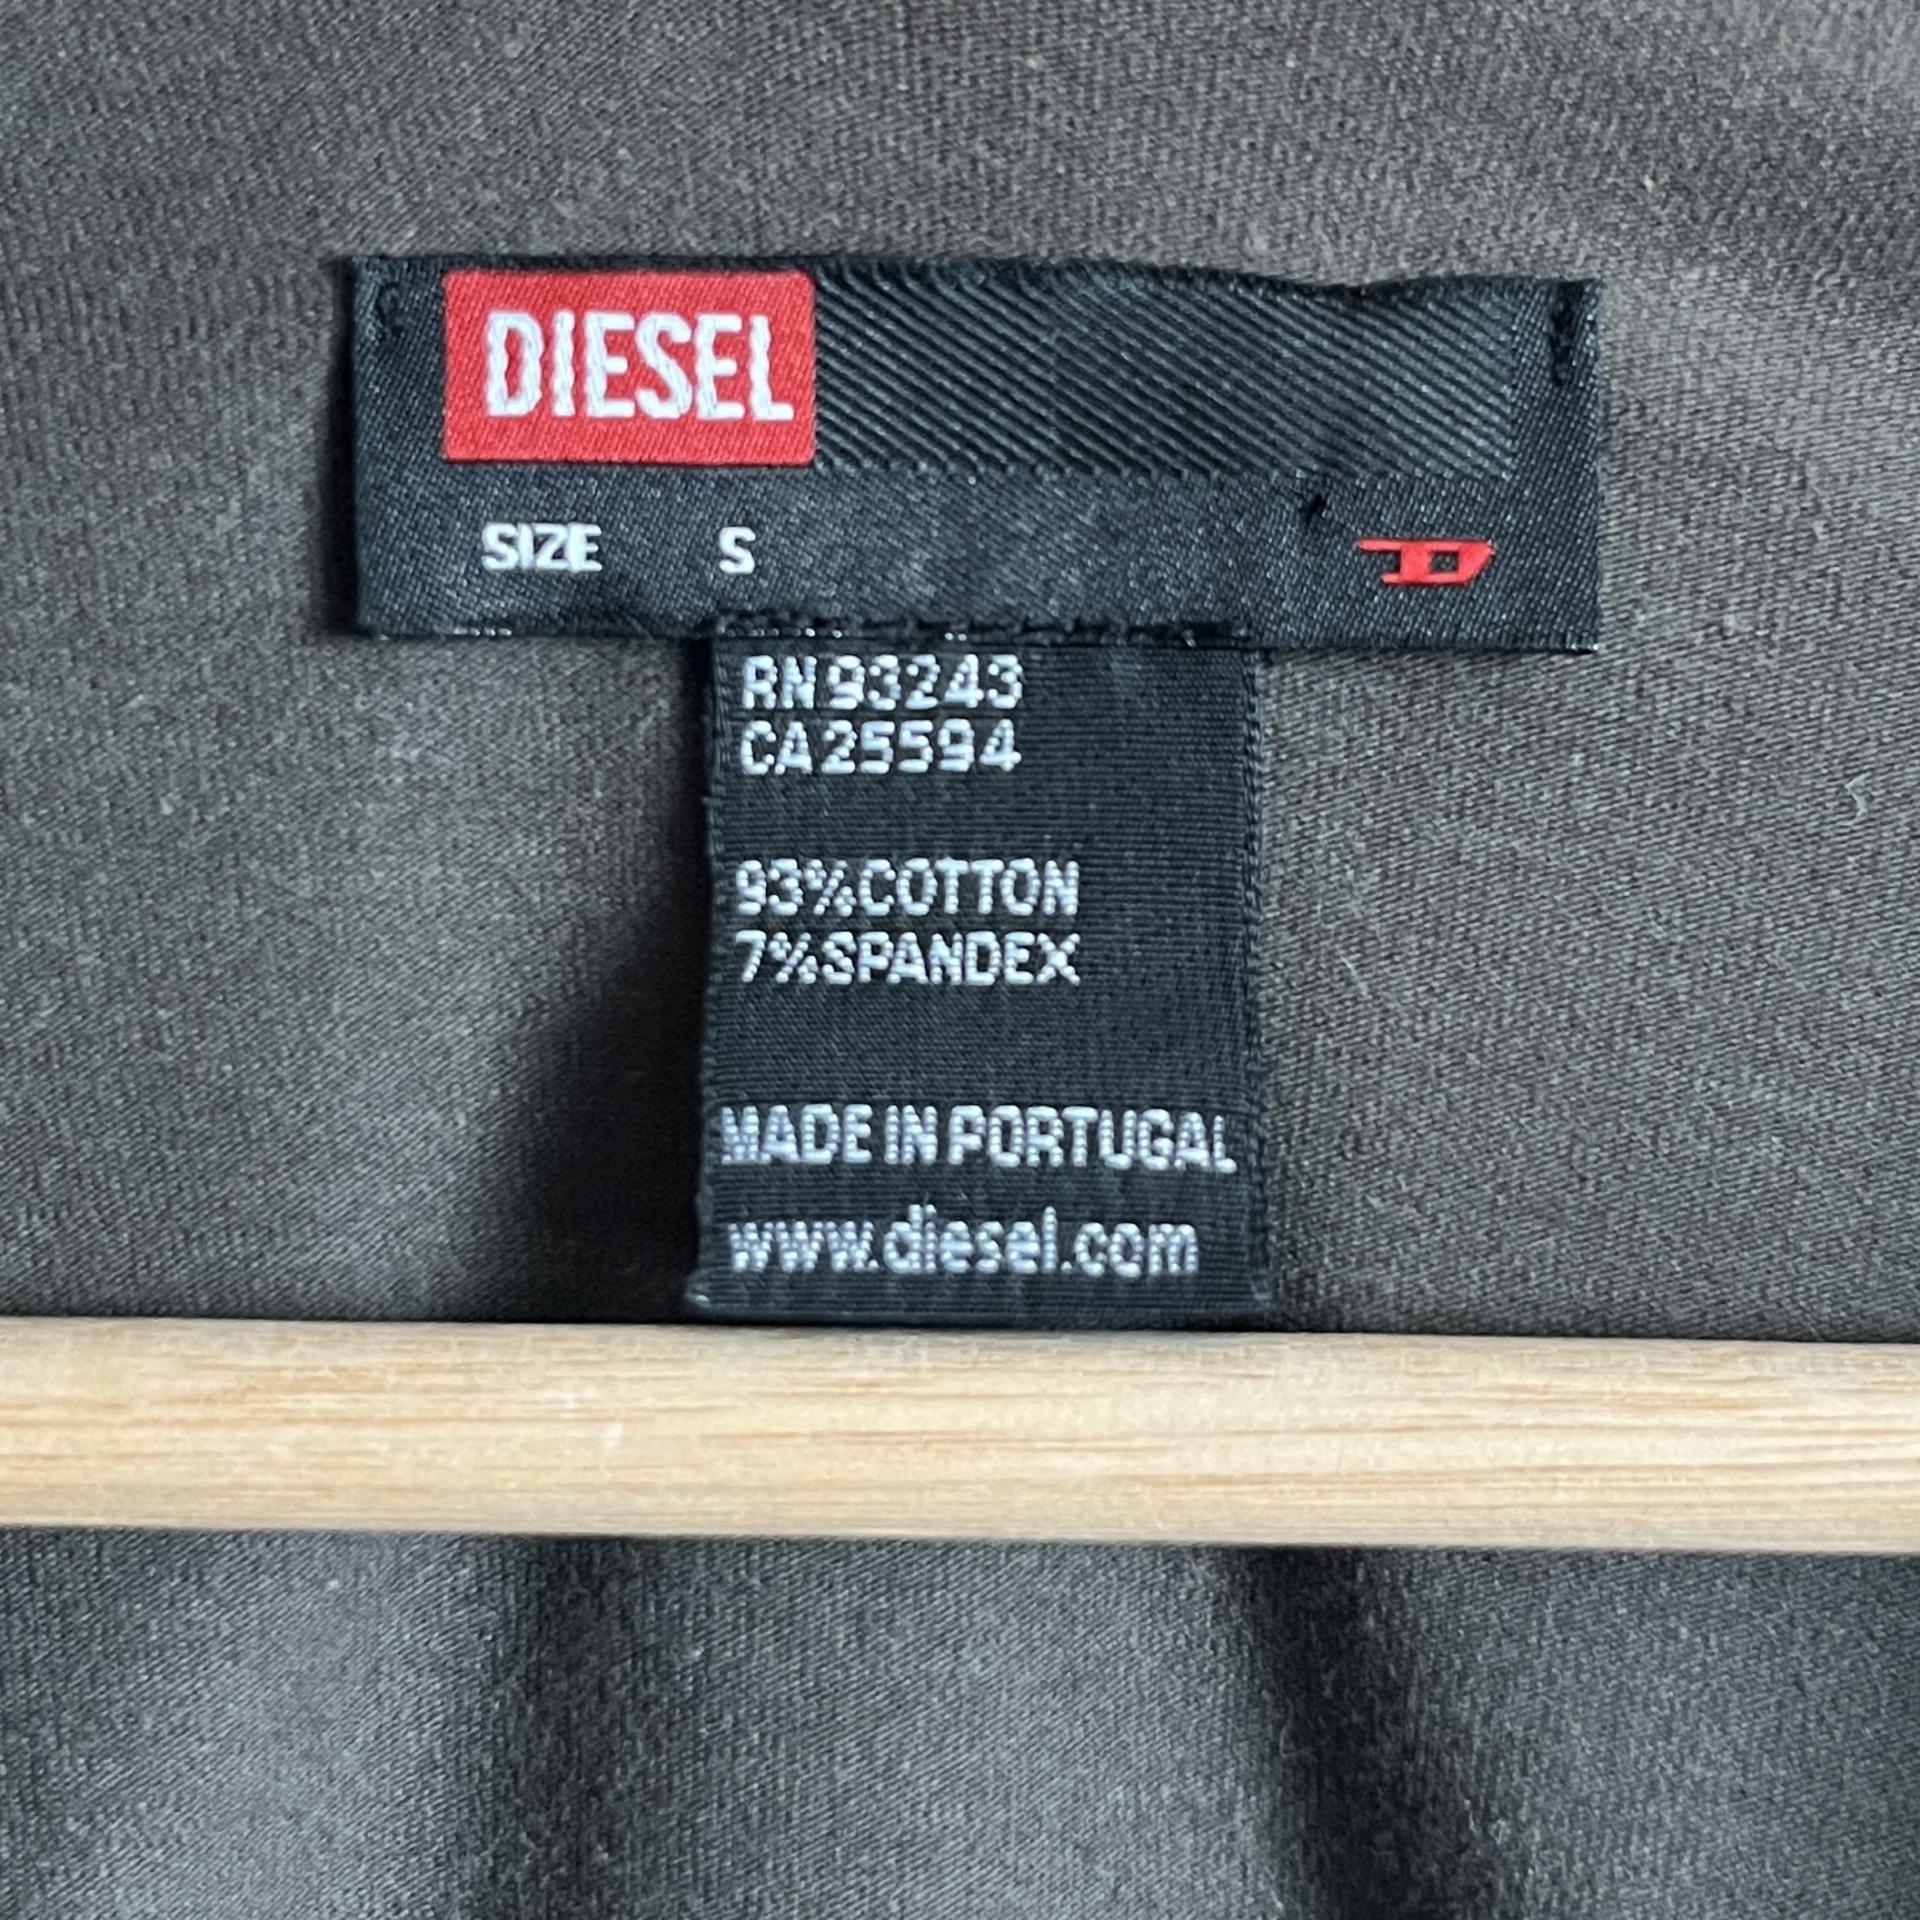 DIESEL
SIZE S D
RN 93243
CA 25594
93% COTTON
7% SPANDEX
MADE IN PORTUGAL
www.diesel.com